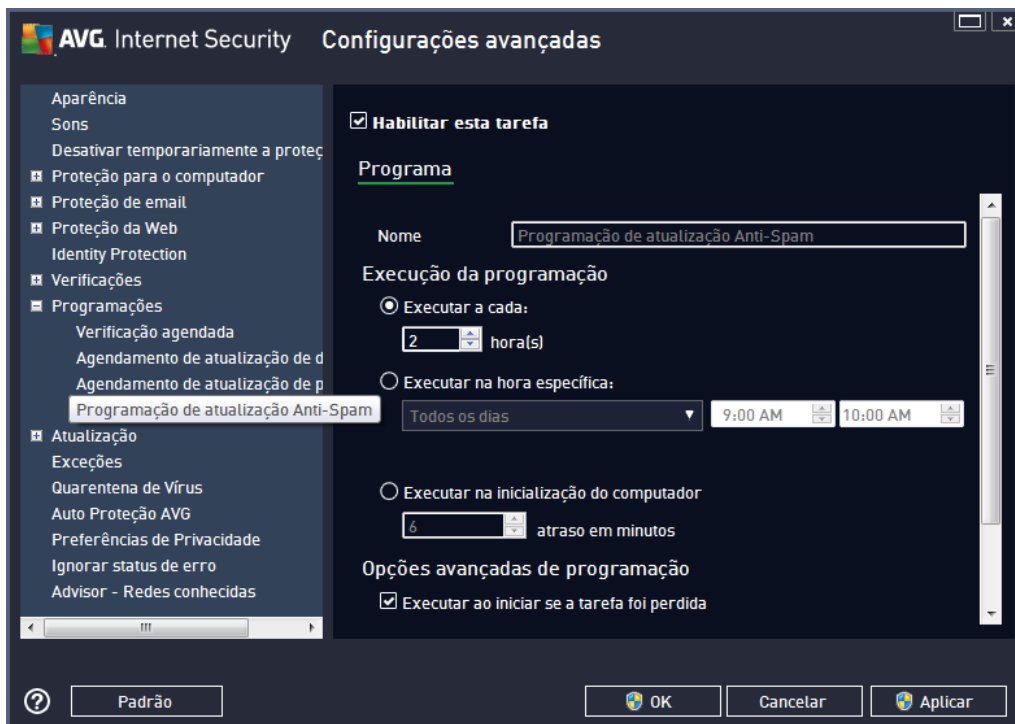 AVG. Internet Security Configurações avançadas
Aparência
Sons
Desativar temporariamente a proteç
Proteção para o computador
Proteção de email
Proteção da Web
Identity Protection
Verificações
Programações
Verificação agendada
Agendamento de atualização de d
Agendamento de atualização de p
Programação de atualização Anti-Spam
Atualização
Exceções
Quarentena de Vírus
Auto Proteção AVG
Preferências de Privacidade
Ignorar status de erro
Advisor - Redes conhecidas
Habilitar esta tarefa
Programa
Nome Programação de atualização Anti-Spam
Execução da programação
Executar a cada:
2 hora(s)
Executar na hora específica:
Todos os dias 9:00 AM 10:00 AM
Executar na inicialização do computador
6 atraso em minutos
Opções avançadas de programação
Executar ao iniciar se a tarefa foi perdida
? Padrão OK Cancelar Aplicar